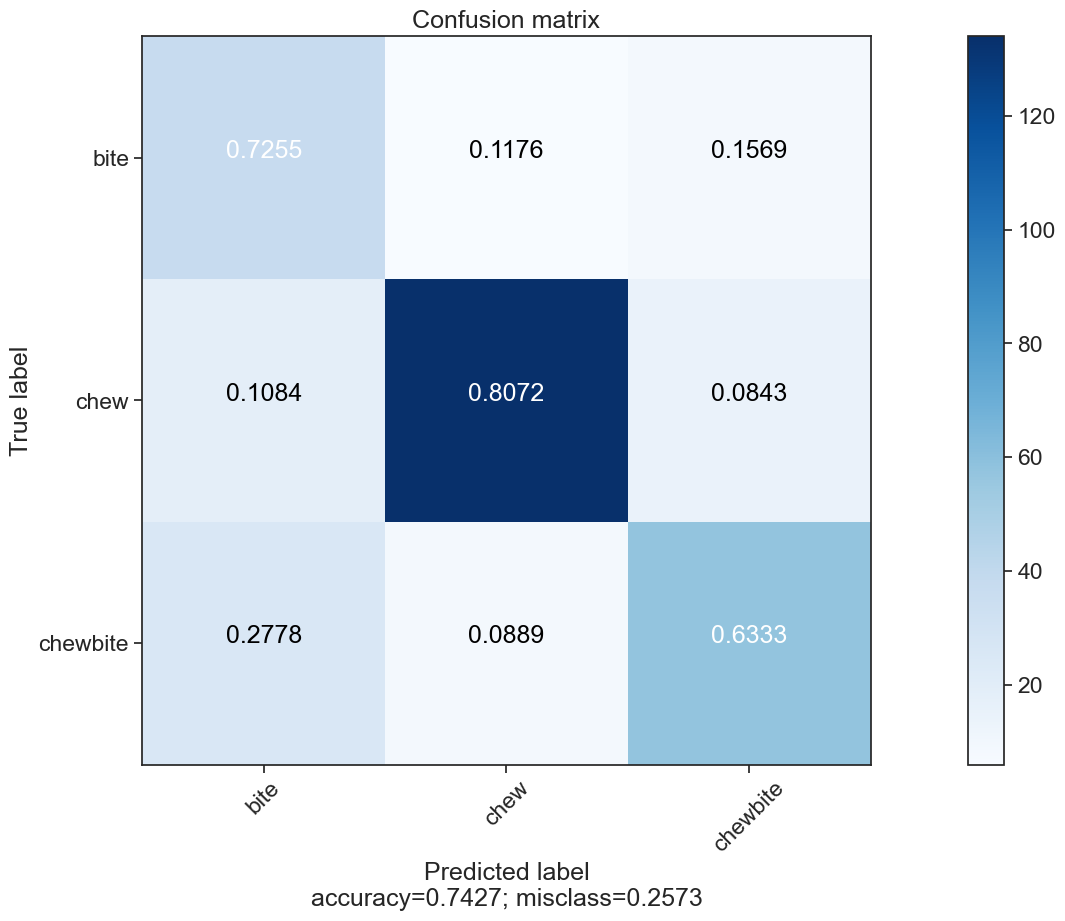 Confusion matrix
True label
bite
0.7255 0.1176 0.1569
chew
0.1084 0.8072 0.0843
chewbite
0.2778 0.0889 0.6333
bite chew chewbite
Predicted label
accuracy=0.7427; misclass=0.2573
120
100
80
60
40
20